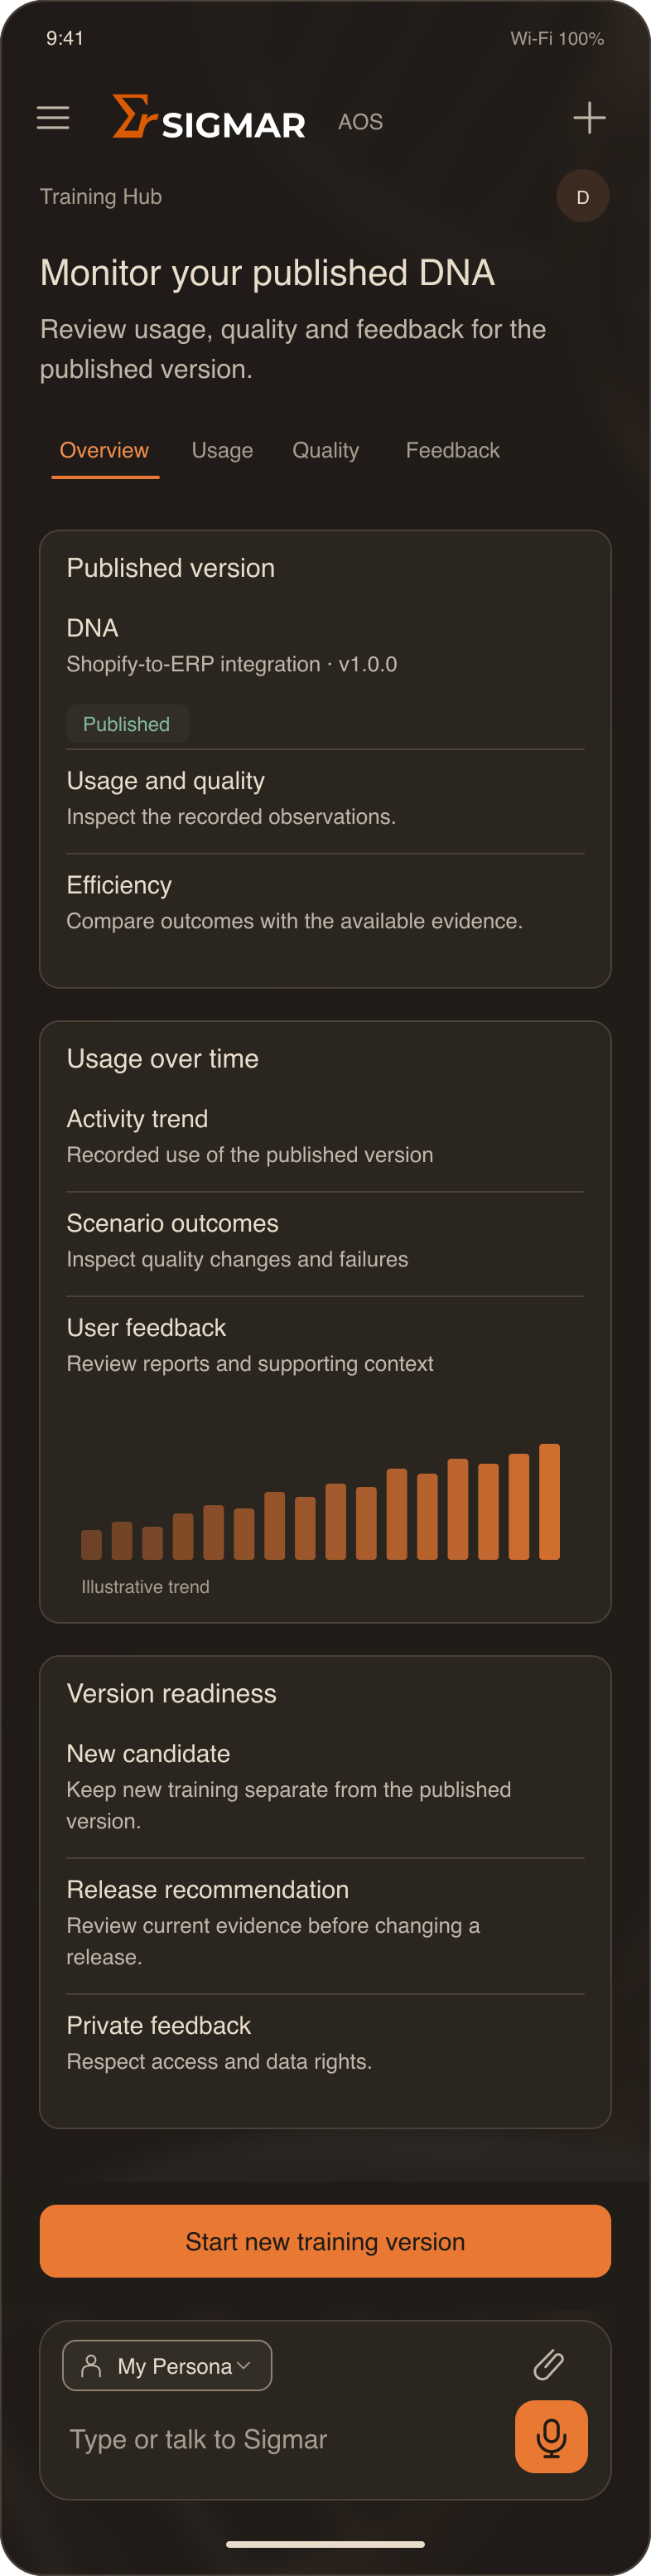 9:41
Wi-Fi 100%
Σr SIGMAR AOS
Training Hub
D
Monitor your published DNA
Review usage, quality and feedback for the
published version.
Overview Usage Quality Feedback
Published version
DNA
Shopify-to-ERP integration · v1.0.0
Published
Usage and quality
Inspect the recorded observations.
Efficiency
Compare outcomes with the available evidence.
Usage over time
Activity trend
Recorded use of the published version
Scenario outcomes
Inspect quality changes and failures
User feedback
Review reports and supporting context
Illustrative trend
Version readiness
New candidate
Keep new training separate from the published
version.
Release recommendation
Review current evidence before changing a
release.
Private feedback
Respect access and data rights.
Start new training version
My Persona
Type or talk to Sigmar